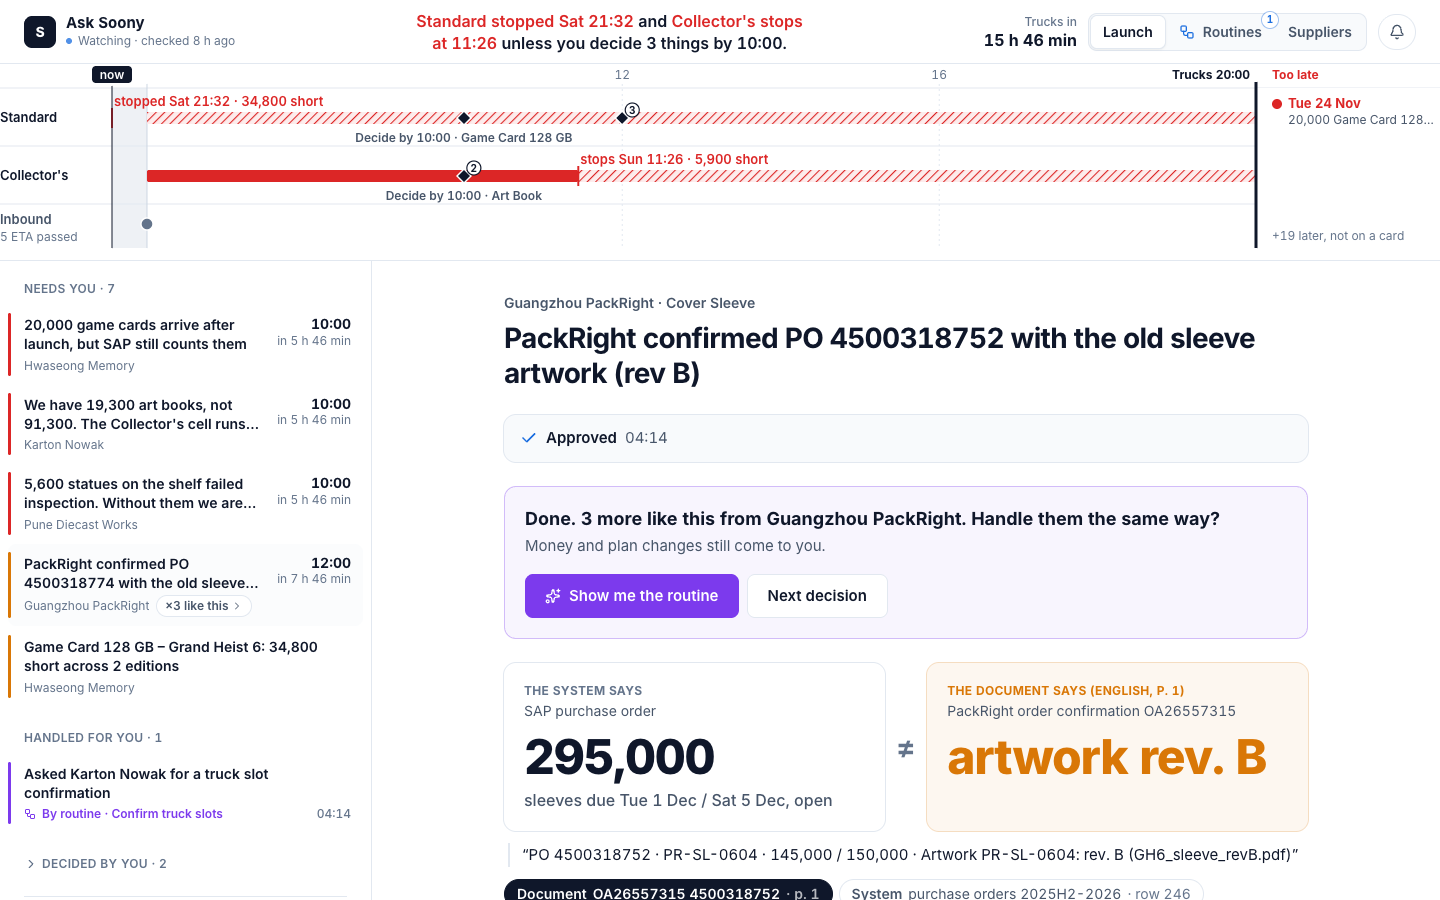 S
Ask Soony
Watching · checked 8 h ago
Standard stopped Sat 21:32 and Collector's stops
at 11:26 unless you decide 3 things by 10:00.
Trucks in
15 h 46 min
Launch
Routines
1
Suppliers
now
12
16
Trucks 20:00
Too late
Standard
stopped Sat 21:32 · 34,800 short
3
Decide by 10:00 · Game Card 128 GB
Tue 24 Nov
20,000 Game Card 128...
Collector's
stops Sun 11:26 · 5,900 short
2
Decide by 10:00 · Art Book
Inbound
5 ETA passed
+19 later, not on a card
NEEDS YOU · 7
20,000 game cards arrive after
launch, but SAP still counts them
10:00
in 5 h 46 min
Hwaseong Memory
We have 19,300 art books, not
91,300. The Collector's cell runs...
10:00
in 5 h 46 min
Karton Nowak
5,600 statues on the shelf failed
inspection. Without them we are...
10:00
in 5 h 46 min
Pune Diecast Works
PackRight confirmed PO
4500318774 with the old sleeve...
12:00
in 7 h 46 min
Guangzhou PackRight
×3 like this
Game Card 128 GB – Grand Heist 6: 34,800
short across 2 editions
Hwaseong Memory
HANDLED FOR YOU · 1
Asked Karton Nowak for a truck slot
confirmation
By routine · Confirm truck slots
04:14
DECIDED BY YOU · 2
Guangzhou PackRight · Cover Sleeve
PackRight confirmed PO 4500318752 with the old sleeve
artwork (rev B)
Approved 04:14
Done. 3 more like this from Guangzhou PackRight. Handle them the same way?
Money and plan changes still come to you.
Show me the routine
Next decision
THE SYSTEM SAYS
SAP purchase order
295,000
sleeves due Tue 1 Dec / Sat 5 Dec, open
≠
THE DOCUMENT SAYS (ENGLISH, P. 1)
PackRight order confirmation OA26557315
artwork rev. B
“PO 4500318752 · PR-SL-0604 · 145,000 / 150,000 · Artwork PR-SL-0604: rev. B (GH6_sleeve_revB.pdf)”
Document OA26557315 4500318752 · p. 1
System purchase orders 2025H2-2026 · row 246